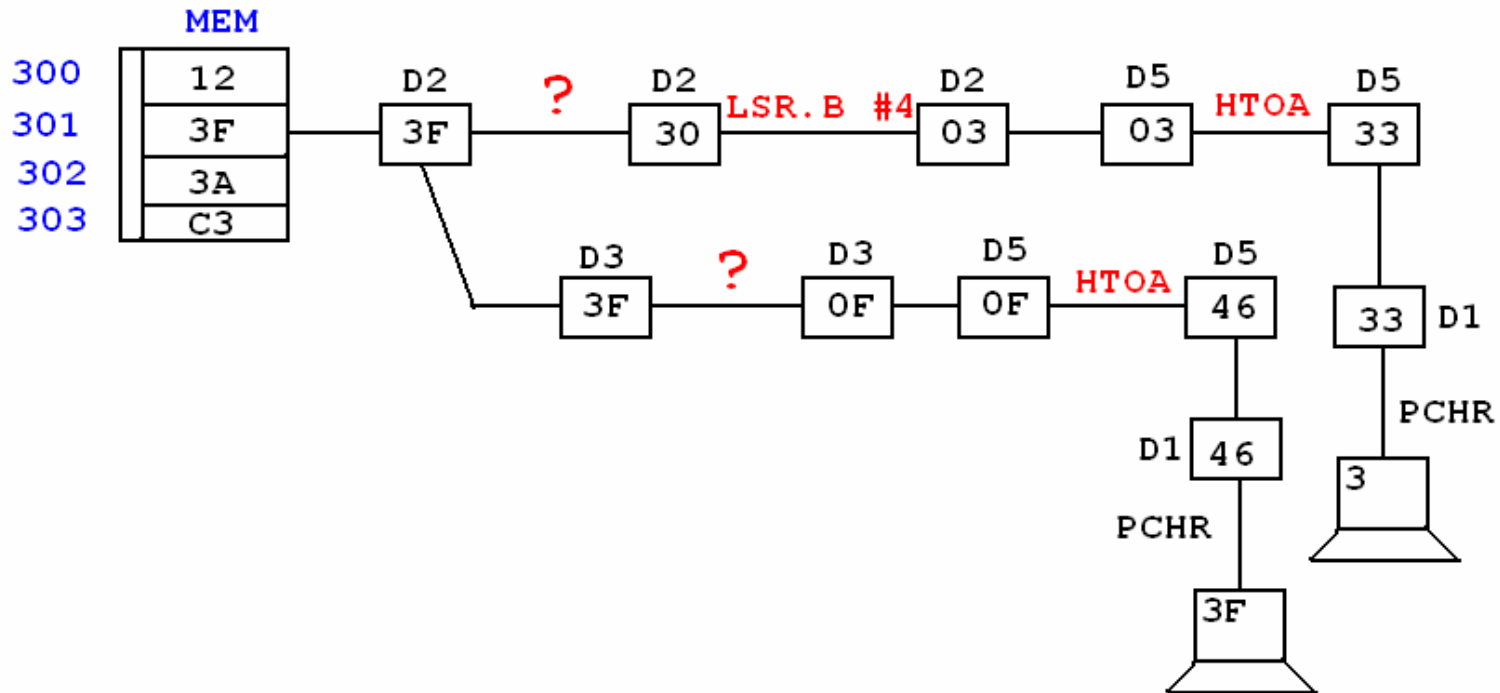 MEM
300 12
301 3F
302 3A
303 C3
D2 ? D2 LSR.B #4 D2 D5 HTOA D5
3F 30 03 03 33
D3 ? D3 D5 HTOA D5
3F 0F 0F 46
33 D1
D1 46
PCHR
3
PCHR
3F